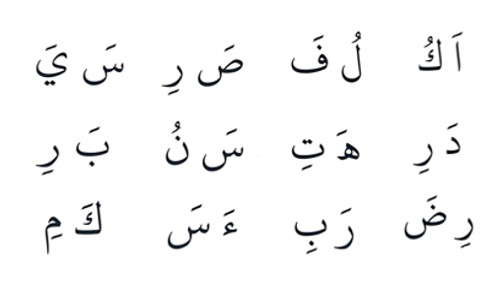 اَ كُ لُ فَ صَ رِ سَ يَ
دَ رِ هَ تِ سَ نُ بَ رِ
رِ ضَ رَ بِ ءَ سَ كَ مِ